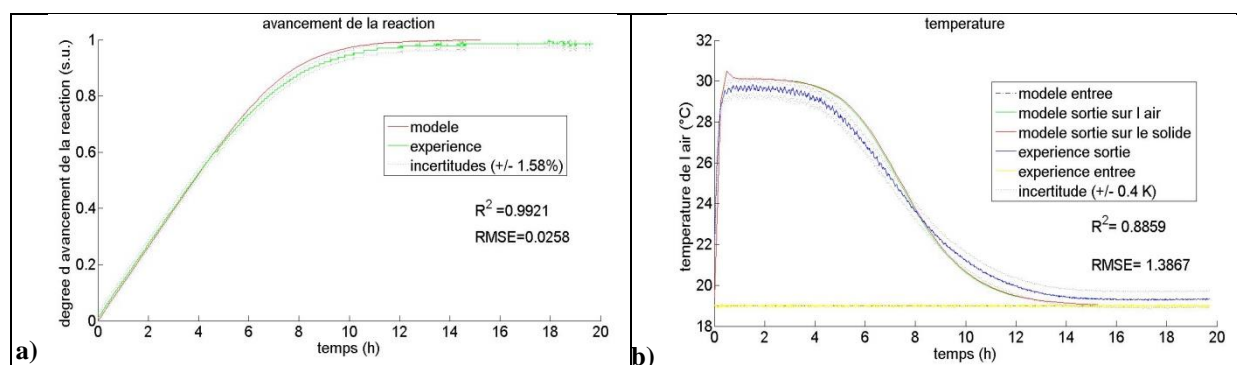 avancement de la reaction
degree d avancement de la reaction (s.u.)
1
0.8
0.6
0.4
0.2
0
0 2 4 6 8 10 12 14 16 18 20
temps (h)
modele
experience
incertitudes (+/- 1.58%)
R² =0.9921
RMSE=0.0258
a)
temperature
temperature de l air (°C)
32
30
28
26
24
22
20
18
0 2 4 6 8 10 12 14 16 18 20
temps (h)
modele entree
modele sortie sur l air
modele sortie sur le solide
experience sortie
experience entree
incertitude (+/- 0.4 K)
R²= 0.8859
RMSE= 1.3867
b)